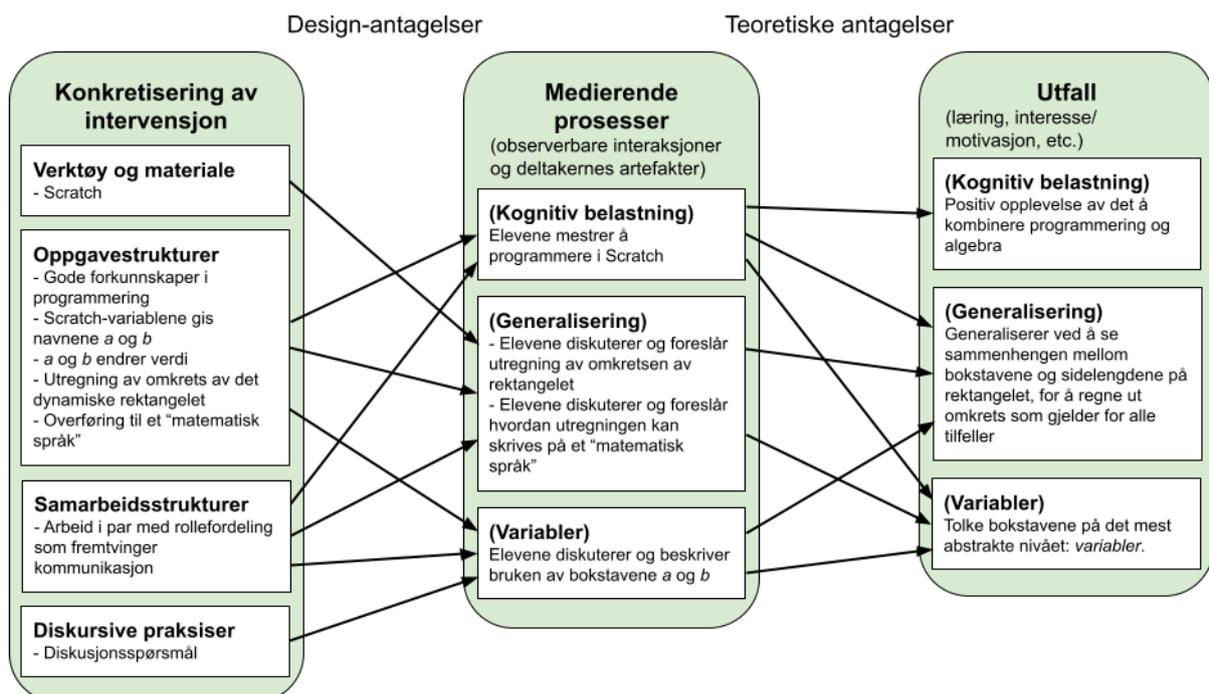 Design-antagelser
Teoretiske antagelser
Konkretisering av
intervensjon
Verktøy og materiale
- Scratch
Oppgavestrukturer
- Gode forkunnskaper i
programmering
- Scratch-variablene gis
navnene a og b
- a og b endrer verdi
- Utregning av omkrets av det
dynamiske rektangelet
- Overføring til et “matematisk
språk”
Samarbeidsstrukturer
- Arbeid i par med rollefordeling
som fremtvinger
kommunikasjon
Diskursive praksiser
- Diskusjonsspørsmål
Medierende
prosesser
(observerbare interaksjoner
og deltakernes artefakter)
(Kognitiv belastning)
Elevene mestrer å
programmere i Scratch
(Generalisering)
- Elevene diskuterer og foreslår
utregning av omkretsen av
rektangelet
- Elevene diskuterer og foreslår
hvordan utregningen kan
skrives på et “matematisk
språk”
(Variabler)
Elevene diskuterer og beskriver
bruken av bokstavene a og b
Utfall
(læring, interesse/
motivasjon, etc.)
(Kognitiv belastning)
Positiv opplevelse av det å
kombinere programmering og
algebra
(Generalisering)
Generaliserer ved å se
sammenhengen mellom
bokstavene og sidelengdene på
rektangelet, for å regne ut
omkrets som gjelder for alle
tilfeller
(Variabler)
Tolke bokstavene på det mest
abstrakte nivået: variabler.